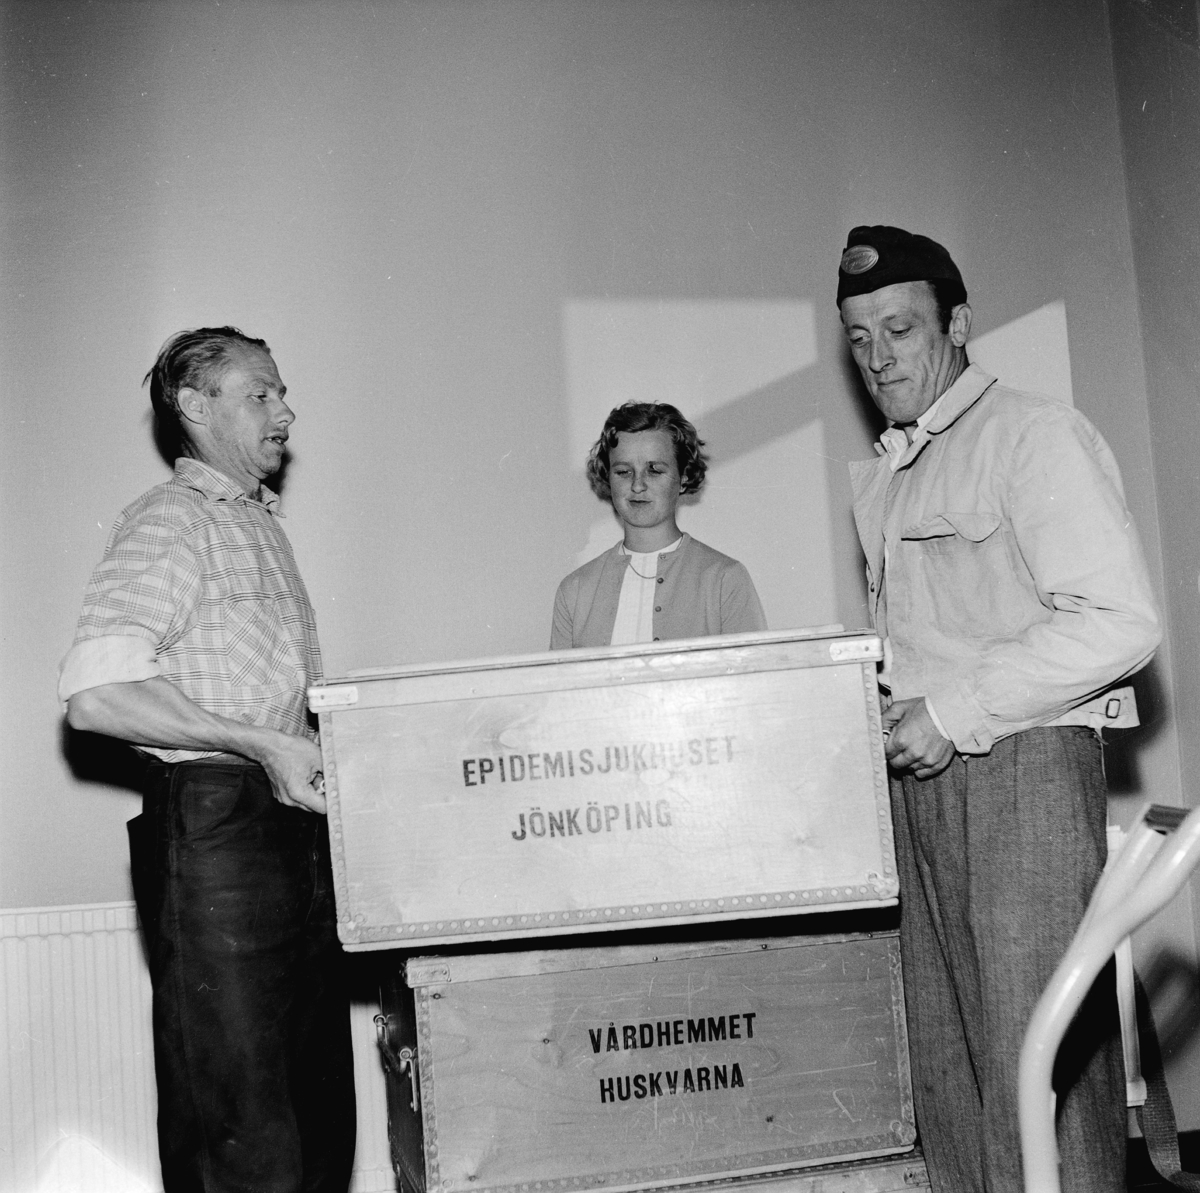 EPIDEMISJUKHUSET
JÖNKÖPING
VÅRDHEMMET
HUSKVARNA